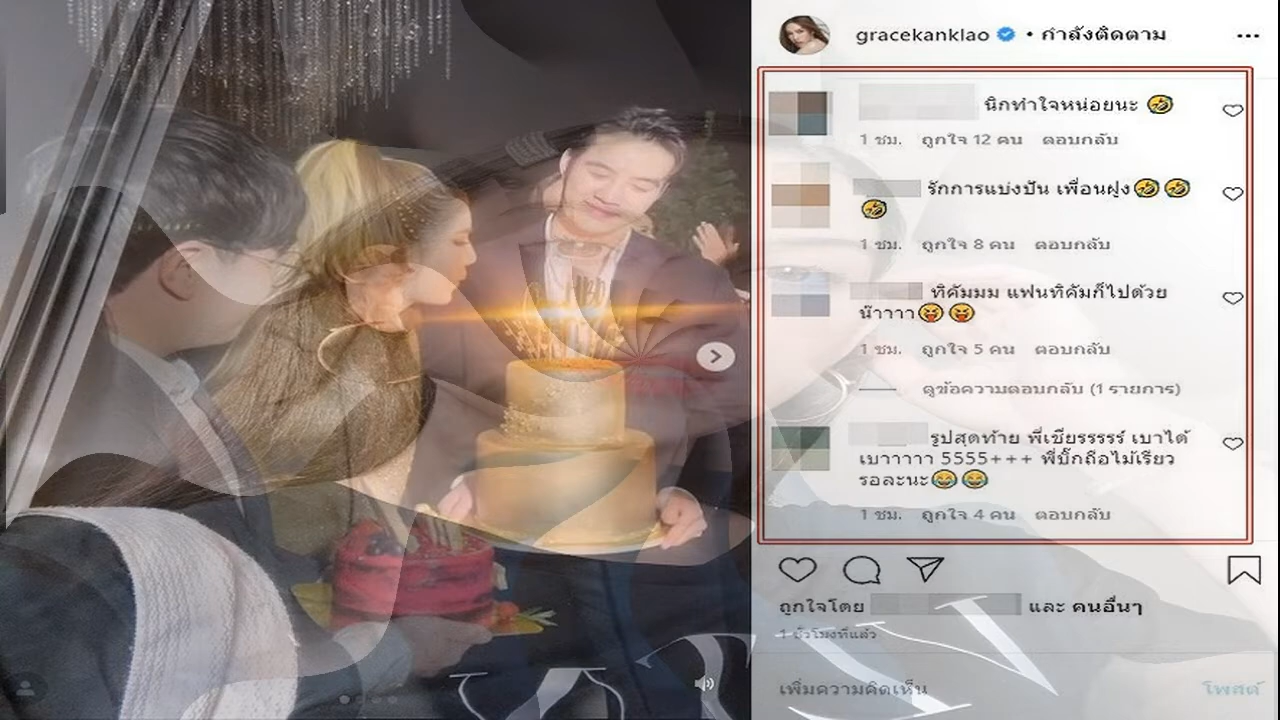 gracekanklao • กำลังติดตาม
นิกทำใจหน่อยนะ 🤣
1 ชม. ถูกใจ 12 คน ตอบกลับ
รักการแบ่งปัน เพื่อนฝูง🤣🤣
🤣
1 ชม. ถูกใจ 8 คน ตอบกลับ
ทิคัมมม แฟนทิคัมก็ไปด้วย
น๊าาาา😝😝
1 ชม. ถูกใจ 5 คน ตอบกลับ
ดูข้อความตอบกลับ (1 รายการ)
รูปสุดท้าย พี่เชียรรรรร์ เบาได้
เบาาาาา 5555+++ พี่บิ๊กถือไม้เรียว
รอละนะ😂😂
1 ชม. ถูกใจ 4 คน ตอบกลับ
ถูกใจโดย และ คนอื่นๆ
1 ชั่วโมงที่แล้ว
เพิ่มความคิดเห็น
โพสต์